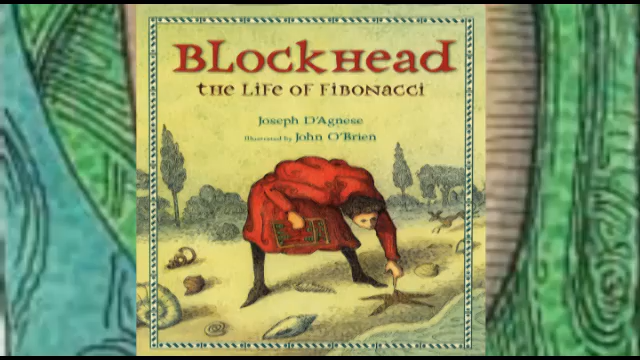 BLOCKHEAD
THE LIFE OF FIBONACCI
Joseph D'Agnese
Illustrated by John O'Brien